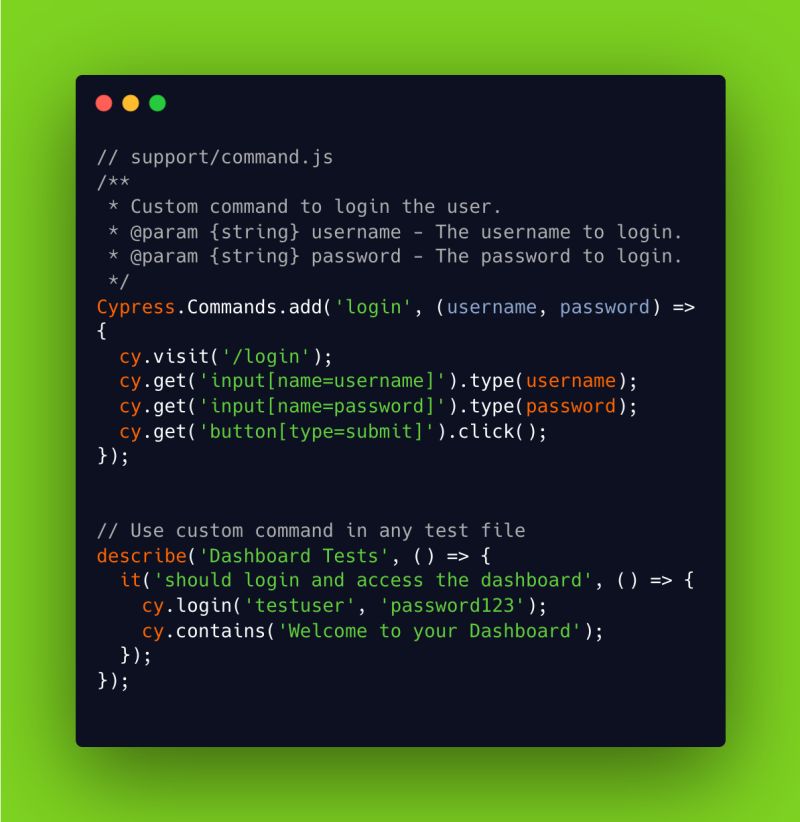 // support/command.js
/**
 * Custom command to login the user.
 * @param {string} username - The username to login.
 * @param {string} password - The password to login.
 */
Cypress.Commands.add('login', (username, password) =>
{
  cy.visit('/login');
  cy.get('input[name=username]').type(username);
  cy.get('input[name=password]').type(password);
  cy.get('button[type=submit]').click();
});
// Use custom command in any test file
describe('Dashboard Tests', () => {
  it('should login and access the dashboard', () => {
    cy.login('testuser', 'password123');
    cy.contains('Welcome to your Dashboard');
  });
});